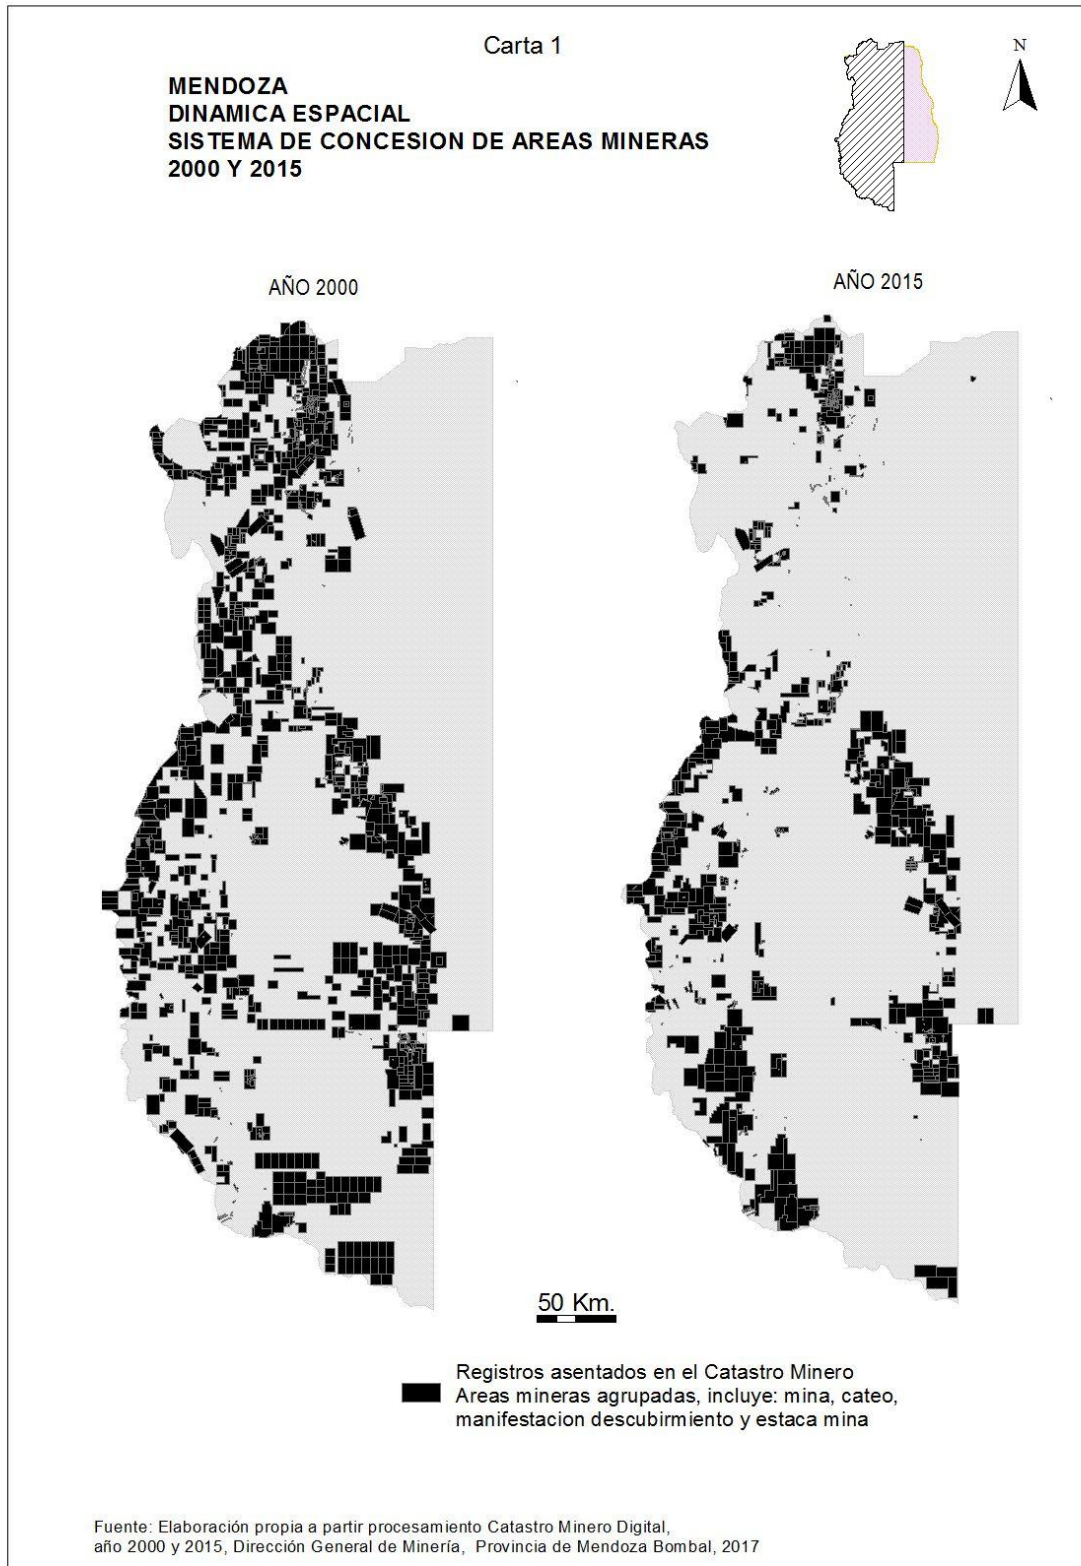 Carta 1
N
MENDOZA
DINAMICA ESPACIAL
SISTEMA DE CONCESION DE AREAS MINERAS
2000 Y 2015
AÑO 2000
AÑO 2015
50 Km.
Registros asentados en el Catastro Minero
Areas mineras agrupadas, incluye: mina, cateo,
manifestacion descubirmiento y estaca mina
Fuente: Elaboración propia a partir procesamiento Catastro Minero Digital,
año 2000 y 2015, Dirección General de Minería, Provincia de Mendoza Bombal, 2017